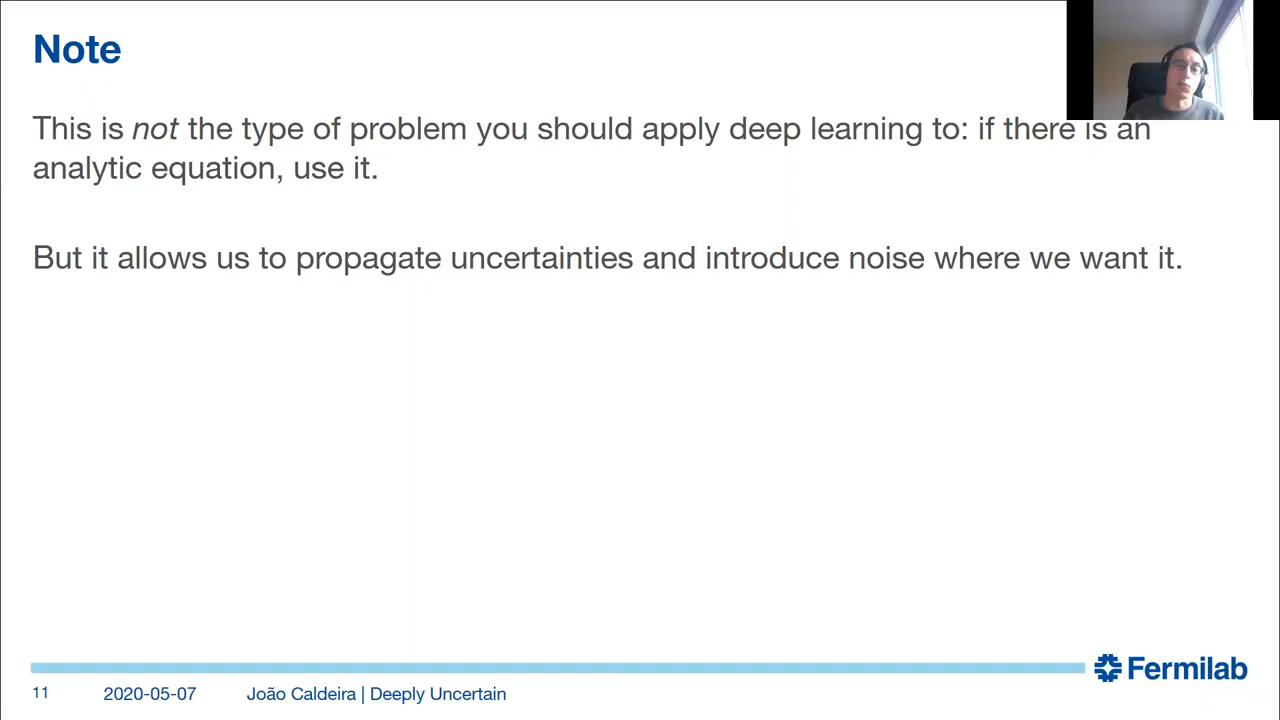 Note
This is not the type of problem you should apply deep learning to: if there is an
analytic equation, use it.
But it allows us to propagate uncertainties and introduce noise where we want it.
Fermilab
11 2020-05-07 João Caldeira | Deeply Uncertain